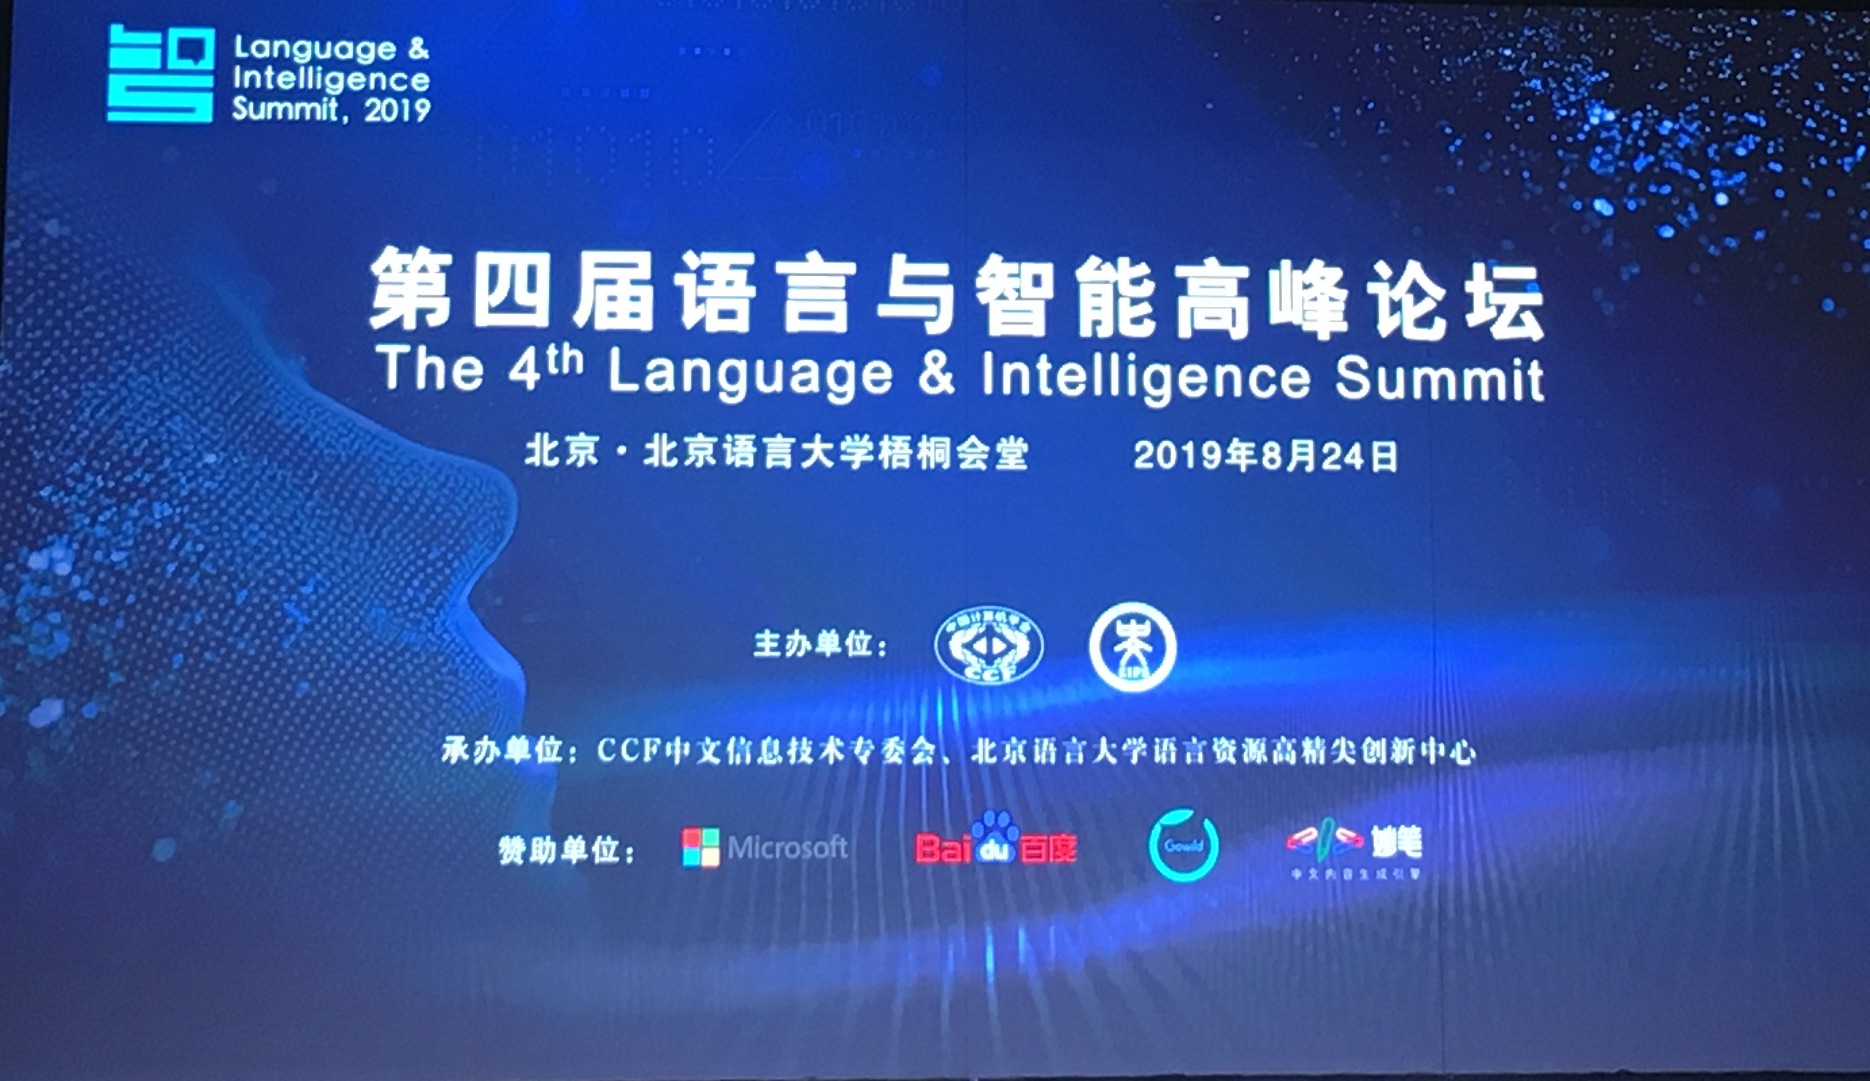 Language &
Intelligence
Summit, 2019
第四届语言与智能高峰论坛
The 4th Language & Intelligence Summit
北京·北京语言大学梧桐会堂 2019年8月24日
主办单位： 中国计算机学会 CCF CIPS
承办单位：CCF中文信息技术专委会、北京语言大学语言资源高精尖创新中心
赞助单位： Microsoft Baidu百度 Gowild 妙笔
中文内容生成引擎